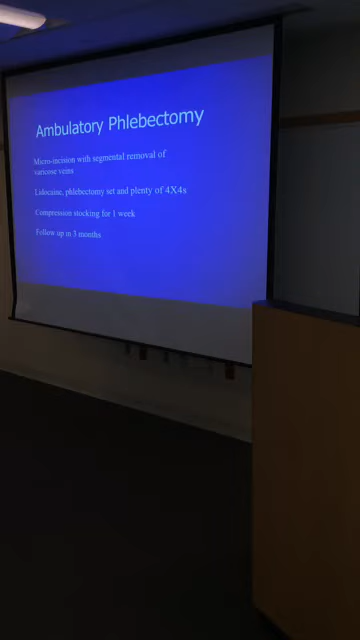 Ambulatory Phlebectomy
Micro-incision with segmental removal of
varicose veins
Lidocaine, phlebectomy set and plenty of 4X4s
Compression stocking for 1 week
Follow up in 3 months